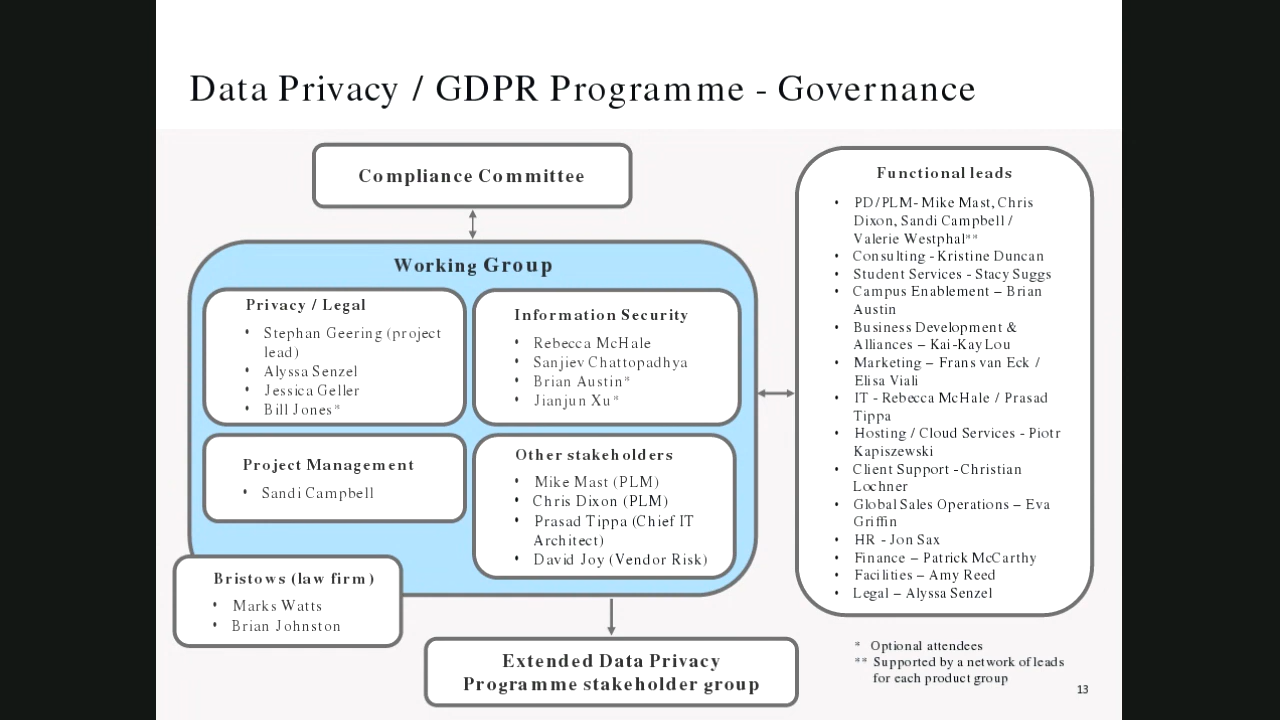 Data Privacy / GDPR Programme - Governance
Compliance Committee
Working Group
Privacy / Legal
• Stephan Geering (project
lead)
• Alyssa Senzel
• Jessica Geller
• Bill Jones*
Information Security
• Rebecca McHale
• Sanjiev Chattopadhya
• Brian Austin*
• Jianjun Xu*
Project Management
• Sandi Campbell
Other stakeholders
• Mike Mast (PLM)
• Chris Dixon (PLM)
• Prasad Tippa (Chief IT
Architect)
• David Joy (Vendor Risk)
Bristows (law firm)
• Marks Watts
• Brian Johnston
Extended Data Privacy
Programme stakeholder group
Functional leads
• PD/PLM- Mike Mast, Chris
Dixon, Sandi Campbell /
Valerie Westphal**
• Consulting - Kristine Duncan
• Student Services - Stacy Suggs
• Campus Enablement – Brian
Austin
• Business Development &
Alliances – Kai-Kay Lou
• Marketing – Frans van Eck /
Elisa Viali
• IT - Rebecca McHale / Prasad
Tippa
• Hosting / Cloud Services - Piotr
Kapiszewski
• Client Support - Christian
Lochner
• Global Sales Operations – Eva
Griffin
• HR - Jon Sax
• Finance – Patrick McCarthy
• Facilities – Amy Reed
• Legal – Alyssa Senzel
* Optional attendees
** Supported by a network of leads
for each product group
13